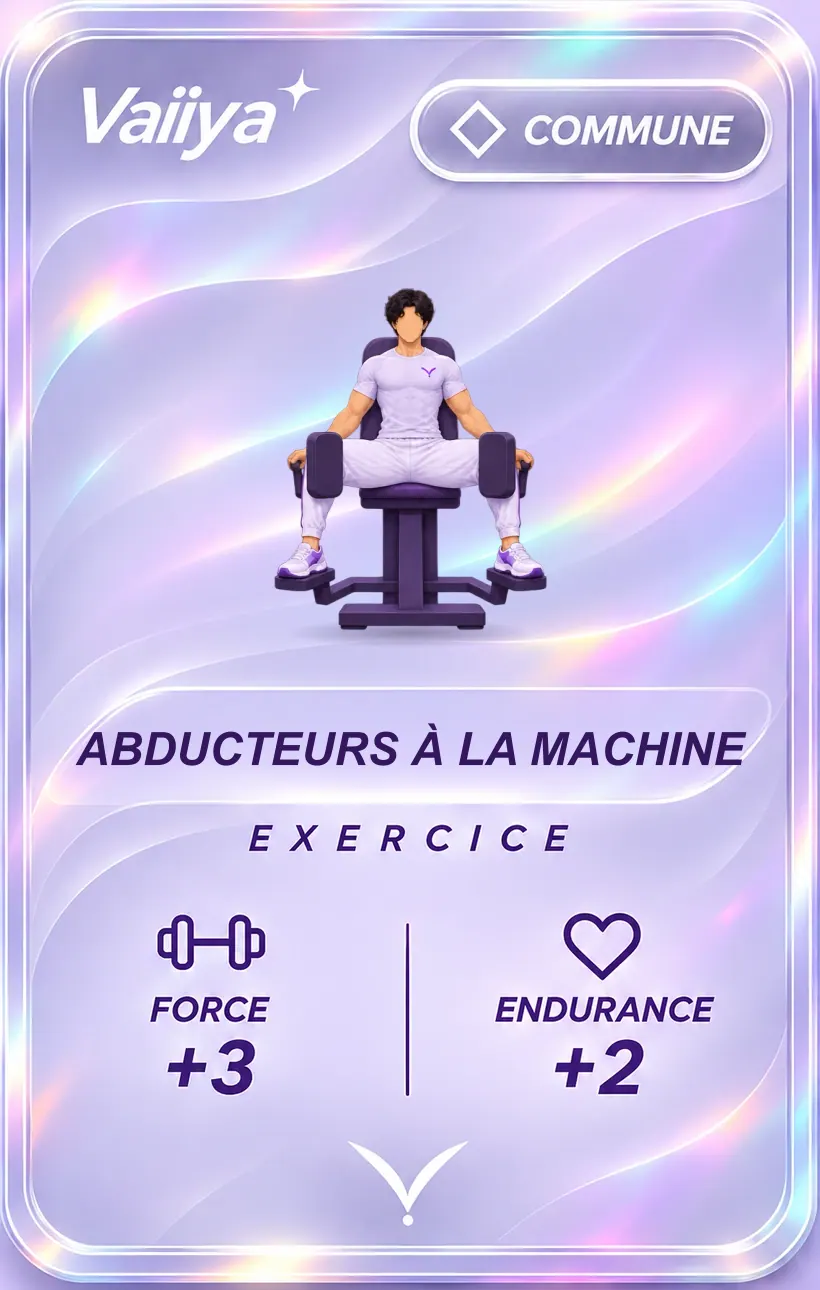 Vaiiya
COMMUNE
ABDUCTEURS À LA MACHINE
EXERCICE
FORCE
+3
ENDURANCE
+2